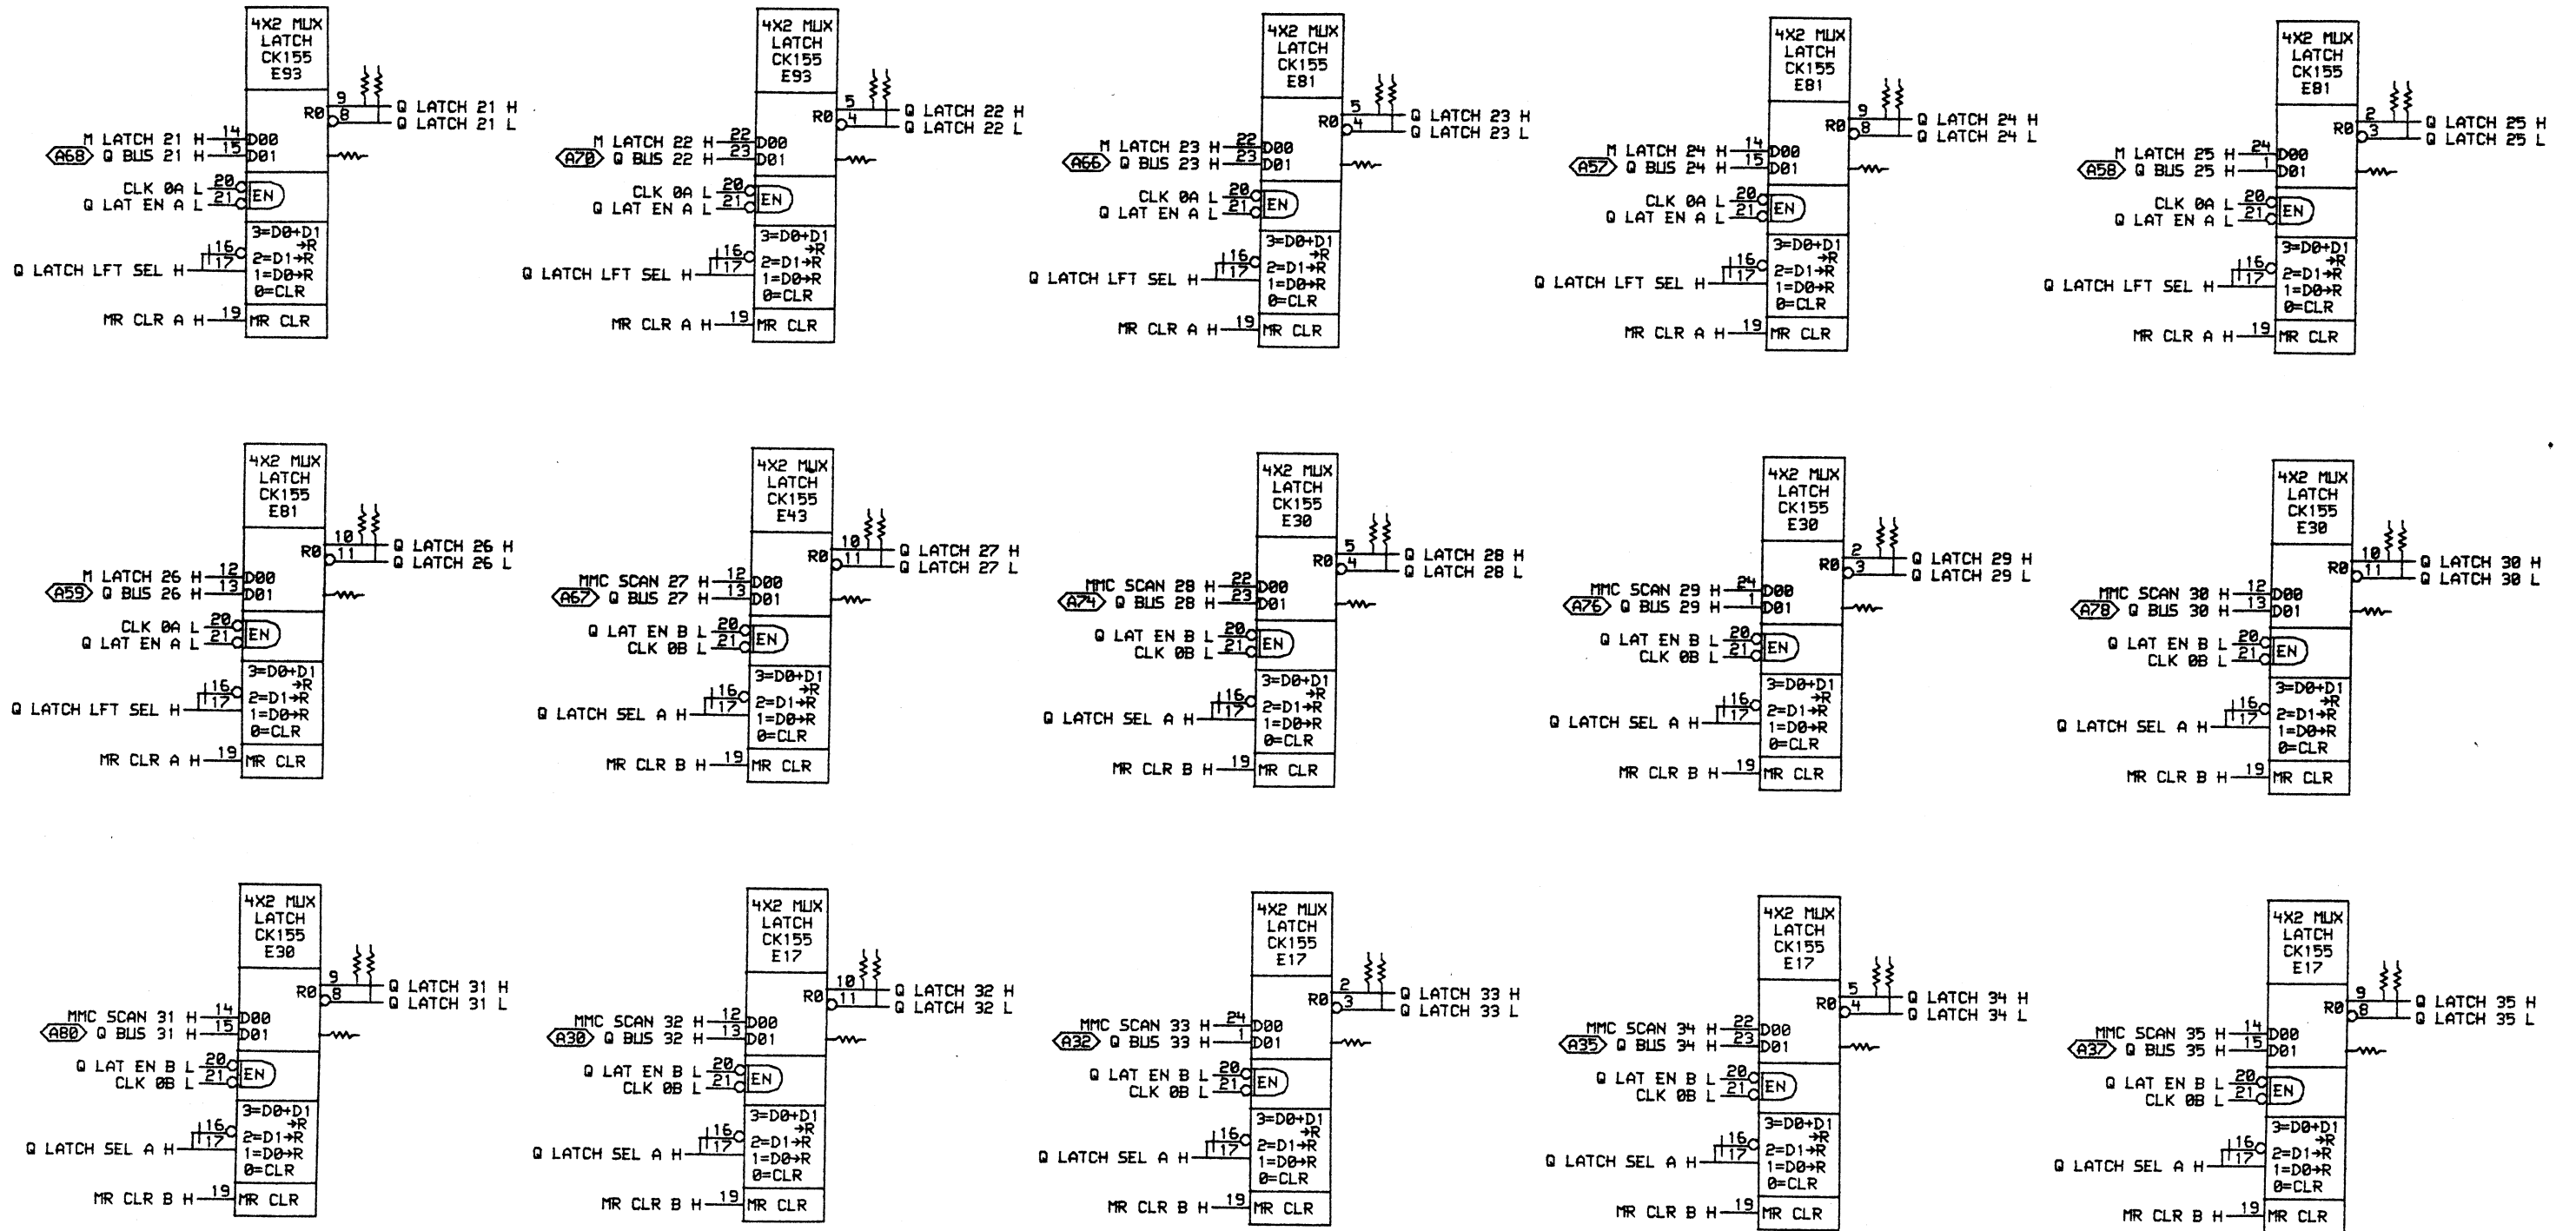 4X2 MUX
LATCH
CK155
E93
R0
9 Q LATCH 21 H
8 Q LATCH 21 L
M LATCH 21 H 14 D00
A68 Q BUS 21 H 15 D01
CLK 0A L 20
Q LAT EN A L 21 EN
3=D0+D1
→R
2=D1→R
1=D0→R
0=CLR
16
Q LATCH LFT SEL H 17
MR CLR A H 19 MR CLR
4X2 MUX
LATCH
CK155
E93
R0
5 Q LATCH 22 H
4 Q LATCH 22 L
M LATCH 22 H 22 D00
A70 Q BUS 22 H 23 D01
CLK 0A L 20
Q LAT EN A L 21 EN
3=D0+D1
→R
2=D1→R
1=D0→R
0=CLR
16
Q LATCH LFT SEL H 17
MR CLR A H 19 MR CLR
4X2 MUX
LATCH
CK155
E81
R0
5 Q LATCH 23 H
4 Q LATCH 23 L
M LATCH 23 H 22 D00
A66 Q BUS 23 H 23 D01
CLK 0A L 20
Q LAT EN A L 21 EN
3=D0+D1
→R
2=D1→R
1=D0→R
0=CLR
16
Q LATCH LFT SEL H 17
MR CLR A H 19 MR CLR
4X2 MUX
LATCH
CK155
E81
R0
9 Q LATCH 24 H
8 Q LATCH 24 L
M LATCH 24 H 14 D00
A57 Q BUS 24 H 15 D01
CLK 0A L 20
Q LAT EN A L 21 EN
3=D0+D1
→R
2=D1→R
1=D0→R
0=CLR
16
Q LATCH LFT SEL H 17
MR CLR A H 19 MR CLR
4X2 MUX
LATCH
CK155
E81
R0
2 Q LATCH 25 H
3 Q LATCH 25 L
M LATCH 25 H 24 D00
A58 Q BUS 25 H 1 D01
CLK 0A L 20
Q LAT EN A L 21 EN
3=D0+D1
→R
2=D1→R
1=D0→R
0=CLR
16
Q LATCH LFT SEL H 17
MR CLR A H 19 MR CLR
4X2 MUX
LATCH
CK155
E81
R0
10 Q LATCH 26 H
11 Q LATCH 26 L
M LATCH 26 H 12 D00
A59 Q BUS 26 H 13 D01
CLK 0A L 20
Q LAT EN A L 21 EN
3=D0+D1
→R
2=D1→R
1=D0→R
0=CLR
16
Q LATCH LFT SEL H 17
MR CLR A H 19 MR CLR
4X2 MUX
LATCH
CK155
E43
R0
10 Q LATCH 27 H
11 Q LATCH 27 L
MMC SCAN 27 H 12 D00
A67 Q BUS 27 H 13 D01
Q LAT EN B L 20
CLK 0B L 21 EN
3=D0+D1
→R
2=D1→R
1=D0→R
0=CLR
16
Q LATCH SEL A H 17
MR CLR B H 19 MR CLR
4X2 MUX
LATCH
CK155
E30
R0
5 Q LATCH 28 H
4 Q LATCH 28 L
MMC SCAN 28 H 22 D00
A74 Q BUS 28 H 23 D01
Q LAT EN B L 20
CLK 0B L 21 EN
3=D0+D1
→R
2=D1→R
1=D0→R
0=CLR
16
Q LATCH SEL A H 17
MR CLR B H 19 MR CLR
4X2 MUX
LATCH
CK155
E30
R0
2 Q LATCH 29 H
3 Q LATCH 29 L
MMC SCAN 29 H 24 D00
A76 Q BUS 29 H 1 D01
Q LAT EN B L 20
CLK 0B L 21 EN
3=D0+D1
→R
2=D1→R
1=D0→R
0=CLR
16
Q LATCH SEL A H 17
MR CLR B H 19 MR CLR
4X2 MUX
LATCH
CK155
E30
R0
10 Q LATCH 30 H
11 Q LATCH 30 L
MMC SCAN 30 H 12 D00
A78 Q BUS 30 H 13 D01
Q LAT EN B L 20
CLK 0B L 21 EN
3=D0+D1
→R
2=D1→R
1=D0→R
0=CLR
16
Q LATCH SEL A H 17
MR CLR B H 19 MR CLR
4X2 MUX
LATCH
CK155
E30
R0
9 Q LATCH 31 H
8 Q LATCH 31 L
MMC SCAN 31 H 14 D00
A80 Q BUS 31 H 15 D01
Q LAT EN B L 20
CLK 0B L 21 EN
3=D0+D1
→R
2=D1→R
1=D0→R
0=CLR
16
Q LATCH SEL A H 17
MR CLR B H 19 MR CLR
4X2 MUX
LATCH
CK155
E17
R0
10 Q LATCH 32 H
11 Q LATCH 32 L
MMC SCAN 32 H 12 D00
A30 Q BUS 32 H 13 D01
Q LAT EN B L 20
CLK 0B L 21 EN
3=D0+D1
→R
2=D1→R
1=D0→R
0=CLR
16
Q LATCH SEL A H 17
MR CLR B H 19 MR CLR
4X2 MUX
LATCH
CK155
E17
R0
2 Q LATCH 33 H
3 Q LATCH 33 L
MMC SCAN 33 H 24 D00
A32 Q BUS 33 H 1 D01
Q LAT EN B L 20
CLK 0B L 21 EN
3=D0+D1
→R
2=D1→R
1=D0→R
0=CLR
16
Q LATCH SEL A H 17
MR CLR B H 19 MR CLR
4X2 MUX
LATCH
CK155
E17
R0
5 Q LATCH 34 H
4 Q LATCH 34 L
MMC SCAN 34 H 22 D00
A35 Q BUS 34 H 23 D01
Q LAT EN B L 20
CLK 0B L 21 EN
3=D0+D1
→R
2=D1→R
1=D0→R
0=CLR
16
Q LATCH SEL A H 17
MR CLR B H 19 MR CLR
4X2 MUX
LATCH
CK155
E17
R0
9 Q LATCH 35 H
8 Q LATCH 35 L
MMC SCAN 35 H 14 D00
A37 Q BUS 35 H 15 D01
Q LAT EN B L 20
CLK 0B L 21 EN
3=D0+D1
→R
2=D1→R
1=D0→R
0=CLR
16
Q LATCH SEL A H 17
MR CLR B H 19 MR CLR